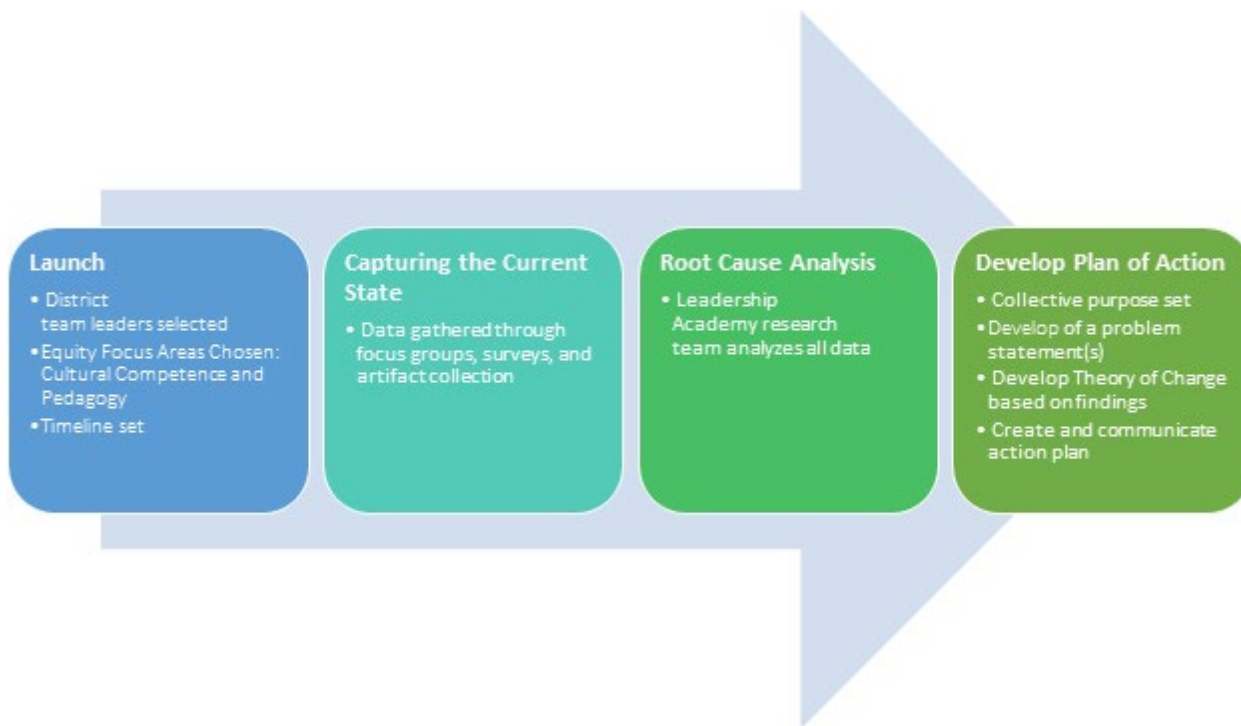 Launch
• District
team leaders selected
•Equity Focus Areas Chosen:
Cultural Competence and
Pedagogy
•Timeline set
Capturing the Current
State
• Data gathered through
focus groups, surveys, and
artifact collection
Root Cause Analysis
• Leadership
Academy research
team analyzes all data
Develop Plan of Action
• Collective purpose set
•Develop of a problem
statement(s)
• Develop Theory of Change
based on findings
• Create and communicate
action plan